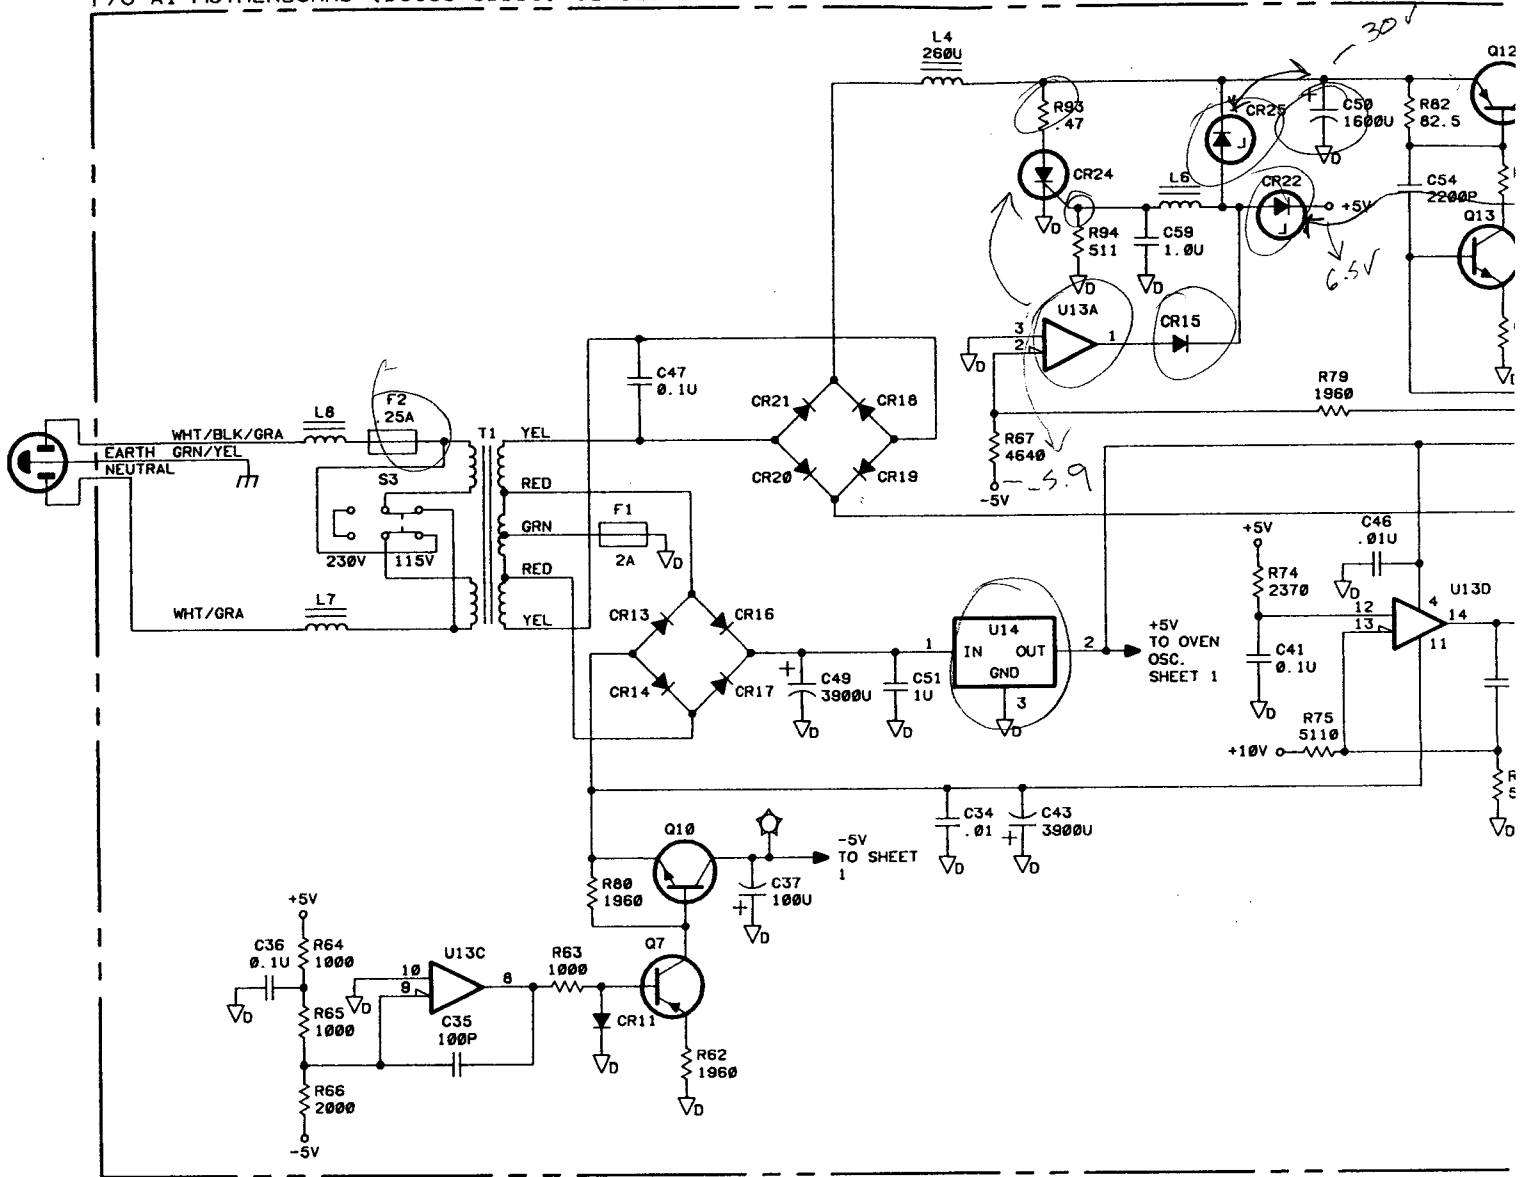 30V
L4
260U
Q12
R93
.47
CR25
C50
1600U
R82
82.5
CR24
L6
CR22
C54
2200P
+5V
Q13
R94
511
C59
1.0U
6.5V
U13A
3
2
1
CR15
C47
0.1U
R79
1960
F2
.25A
CR21
CR18
L8
WHT/BLK/GRA
T1
YEL
R67
4640
EARTH GRN/YEL
NEUTRAL
S3
CR20
CR19
-5.9
RED
-5V
F1
GRN
2A
+5V
C46
.01U
230V
115V
RED
R74
2370
U13D
L7
WHT/GRA
YEL
CR13
CR16
U14
IN OUT
GND
1
2
3
+5V
TO OVEN
OSC.
SHEET 1
12
13
4
14
11
C41
0.1U
CR14
CR17
C49
3900U
C51
1U
R75
5110
+10V
C34
.01
C43
3900U
Q10
-5V
TO SHEET
1
R80
1960
C37
100U
+5V
C36
0.1U
R64
1000
U13C
10
9
8
R63
1000
Q7
R65
1000
C35
100P
CR11
R62
1960
R66
2000
-5V